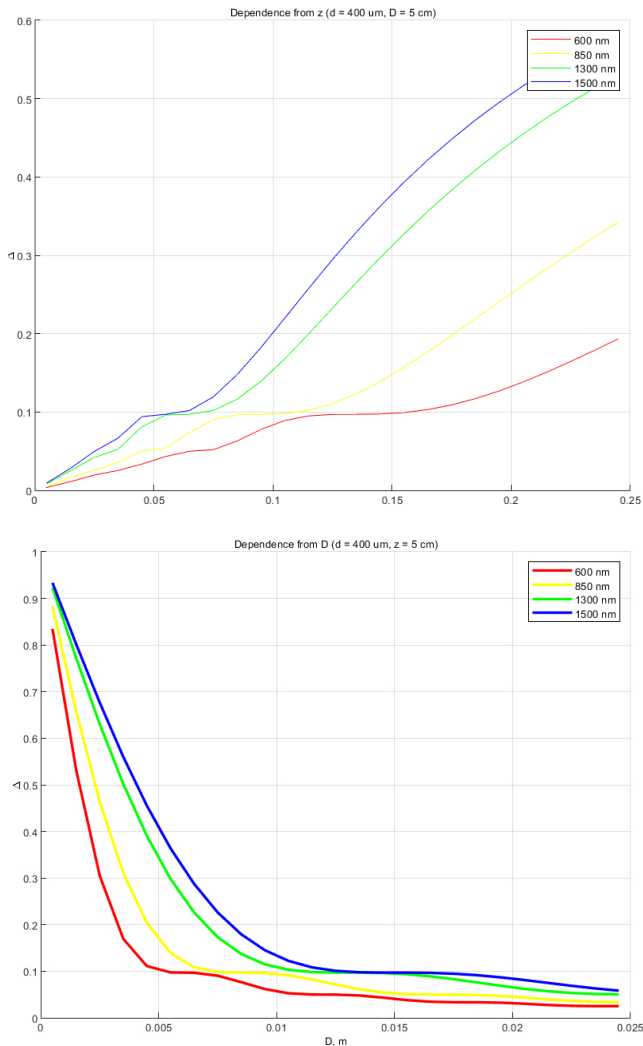 Dependence from z (d = 400 um, D = 5 cm)
0.6
600 nm
850 nm
1300 nm
1500 nm
0.5
0.4
Δ
0.3
0.2
0.1
0
0
0.05
0.1
0.15
0.2
0.25
Dependence from D (d = 400 um, z = 5 cm)
1
600 nm
850 nm
1300 nm
1500 nm
0.9
0.8
0.7
0.6
Δ
0.5
0.4
0.3
0.2
0.1
0
0
0.005
0.01
0.015
0.02
0.025
D, m